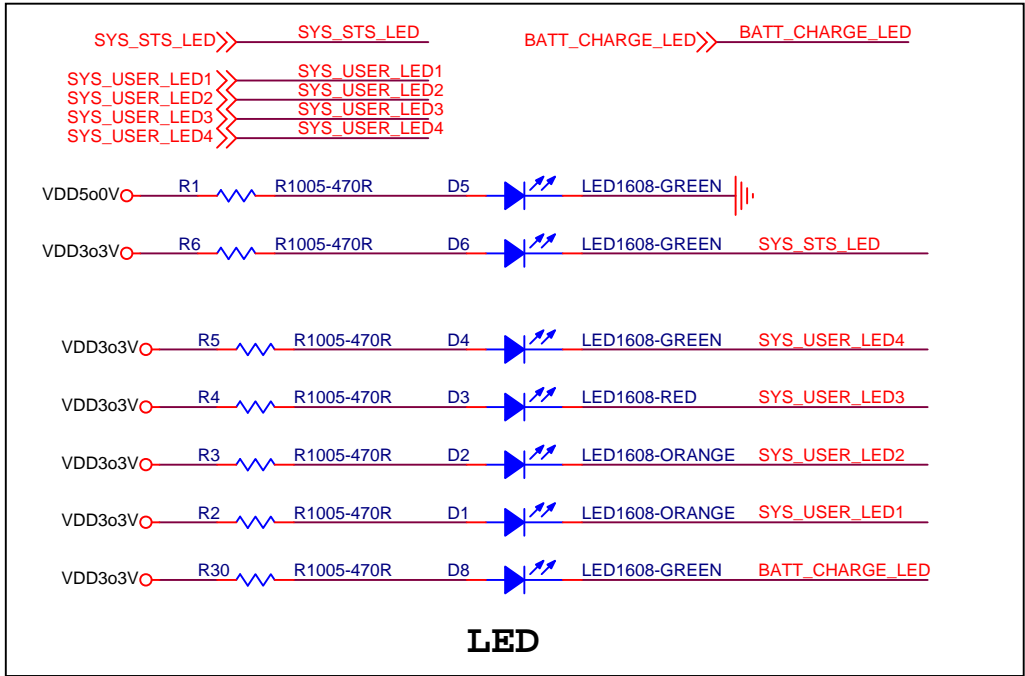 SYS_STS_LED SYS_STS_LED BATT_CHARGE_LED BATT_CHARGE_LED
SYS_USER_LED1 SYS_USER_LED1
SYS_USER_LED2 SYS_USER_LED2
SYS_USER_LED3 SYS_USER_LED3
SYS_USER_LED4 SYS_USER_LED4
VDD5o0V R1 R1005-470R D5 LED1608-GREEN
VDD3o3V R6 R1005-470R D6 LED1608-GREEN SYS_STS_LED
VDD3o3V R5 R1005-470R D4 LED1608-GREEN SYS_USER_LED4
VDD3o3V R4 R1005-470R D3 LED1608-RED SYS_USER_LED3
VDD3o3V R3 R1005-470R D2 LED1608-ORANGE SYS_USER_LED2
VDD3o3V R2 R1005-470R D1 LED1608-ORANGE SYS_USER_LED1
VDD3o3V R30 R1005-470R D8 LED1608-GREEN BATT_CHARGE_LED
LED